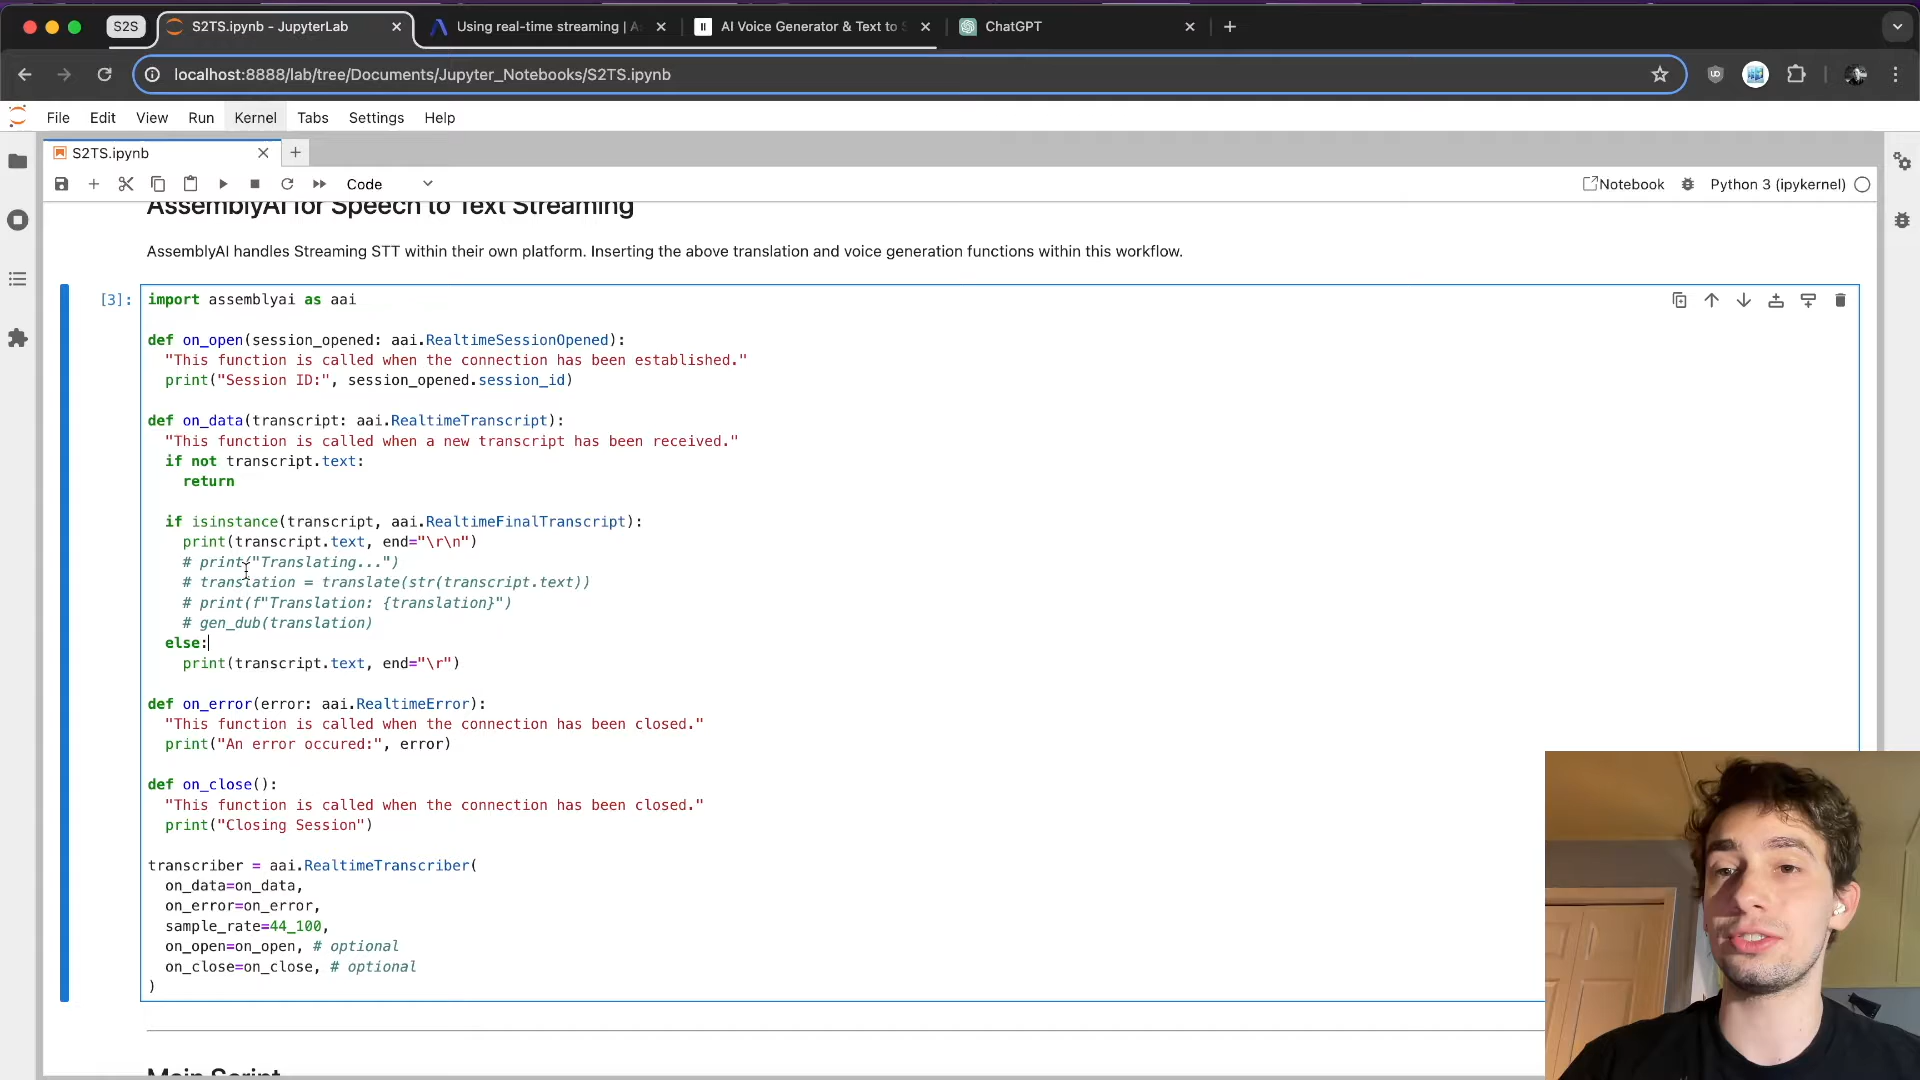 S2S
S2TS.ipynb - JupyterLab
Using real-time streaming | A
AI Voice Generator & Text to S
ChatGPT
localhost:8888/lab/tree/Documents/Jupyter_Notebooks/S2TS.ipynb
File Edit View Run Kernel Tabs Settings Help
S2TS.ipynb
Code
Notebook
Python 3 (ipykernel)
AssemblyAI for Speech to Text Streaming
AssemblyAI handles Streaming STT within their own platform. Inserting the above translation and voice generation functions within this workflow.
[3]:
import assemblyai as aai
def on_open(session_opened: aai.RealtimeSessionOpened):
"This function is called when the connection has been established."
print("Session ID:", session_opened.session_id)
def on_data(transcript: aai.RealtimeTranscript):
"This function is called when a new transcript has been received."
if not transcript.text:
return
if isinstance(transcript, aai.RealtimeFinalTranscript):
print(transcript.text, end="\r\n")
# print("Translating...")
# translation = translate(str(transcript.text))
# print(f"Translation: {translation}")
# gen_dub(translation)
else:
print(transcript.text, end="\r")
def on_error(error: aai.RealtimeError):
"This function is called when the connection has been closed."
print("An error occured:", error)
def on_close():
"This function is called when the connection has been closed."
print("Closing Session")
transcriber = aai.RealtimeTranscriber(
on_data=on_data,
on_error=on_error,
sample_rate=44_100,
on_open=on_open, # optional
on_close=on_close, # optional
)
Main Script